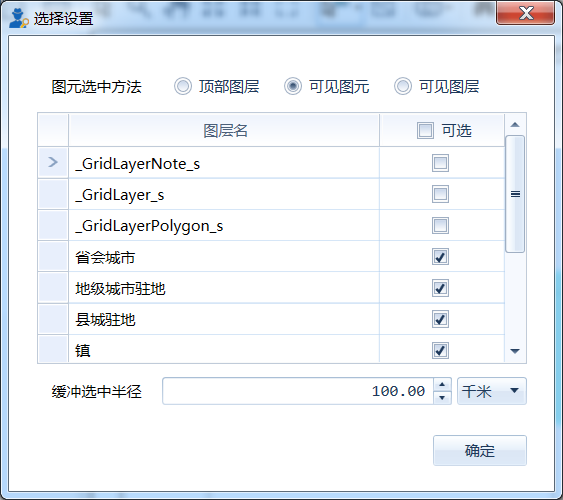 选择设置
图元选中方法 顶部图层 可见图元 可见图层
图层名 可选
_GridLayerNote_s
_GridLayer_s
_GridLayerPolygon_s
省会城市
地级城市驻地
县城驻地
镇
缓冲选中半径 100.00 千米
确定